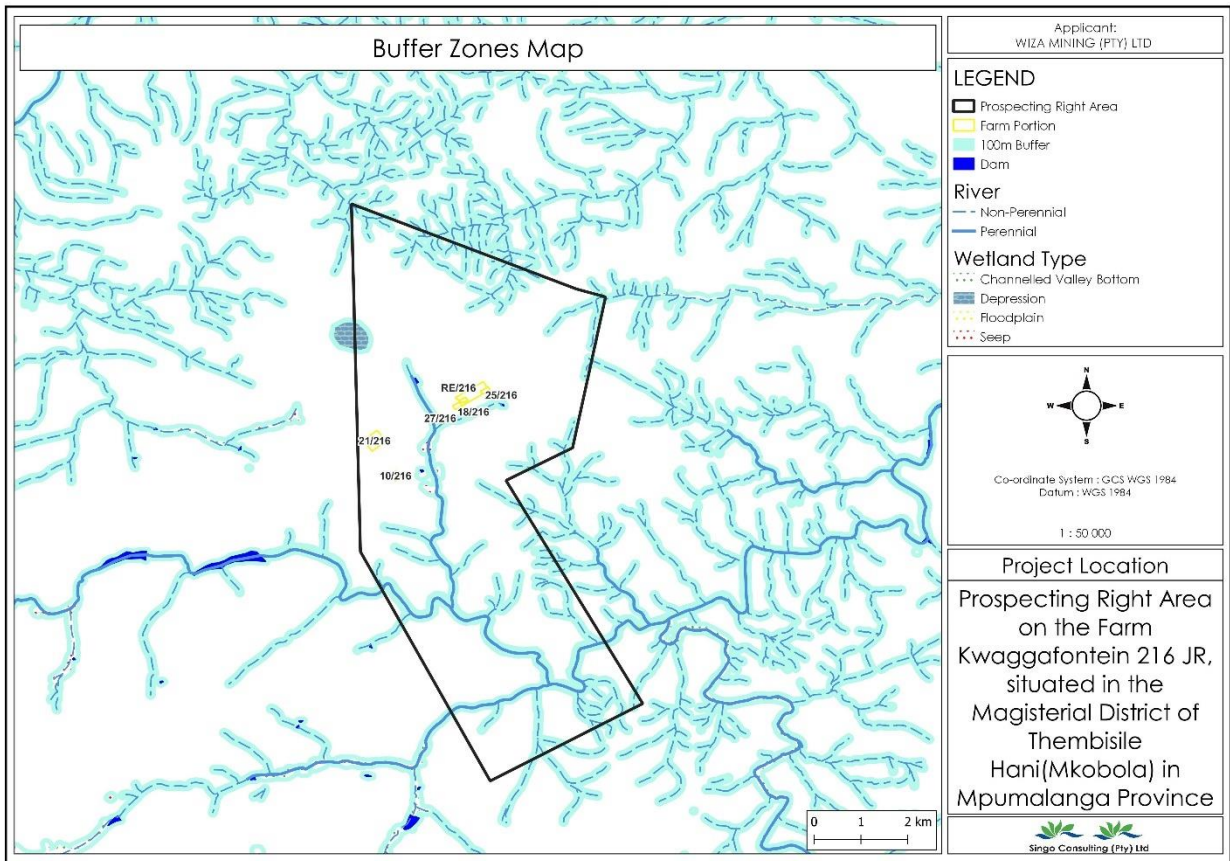 Buffer Zones Map
RE/216
25/216
18/216
27/216
21/216
10/216
0 1 2 km
Applicant:
WIZA MINING (PTY) LTD
LEGEND
Prospecting Right Area
Farm Portion
100m Buffer
Dam
River
Non-Perennial
Perennial
Wetland Type
Channelled Valley Bottom
Depression
Floodplain
Seep
N
W E
S
Co-ordinate System : GCS WGS 1984
Datum : WGS 1984
1 : 50 000
Project Location
Prospecting Right Area
on the Farm
Kwaggafontein 216 JR,
situated in the
Magisterial District of
Thembisile
Hani(Mkobola) in
Mpumalanga Province
Singo Consulting (Pty) Ltd